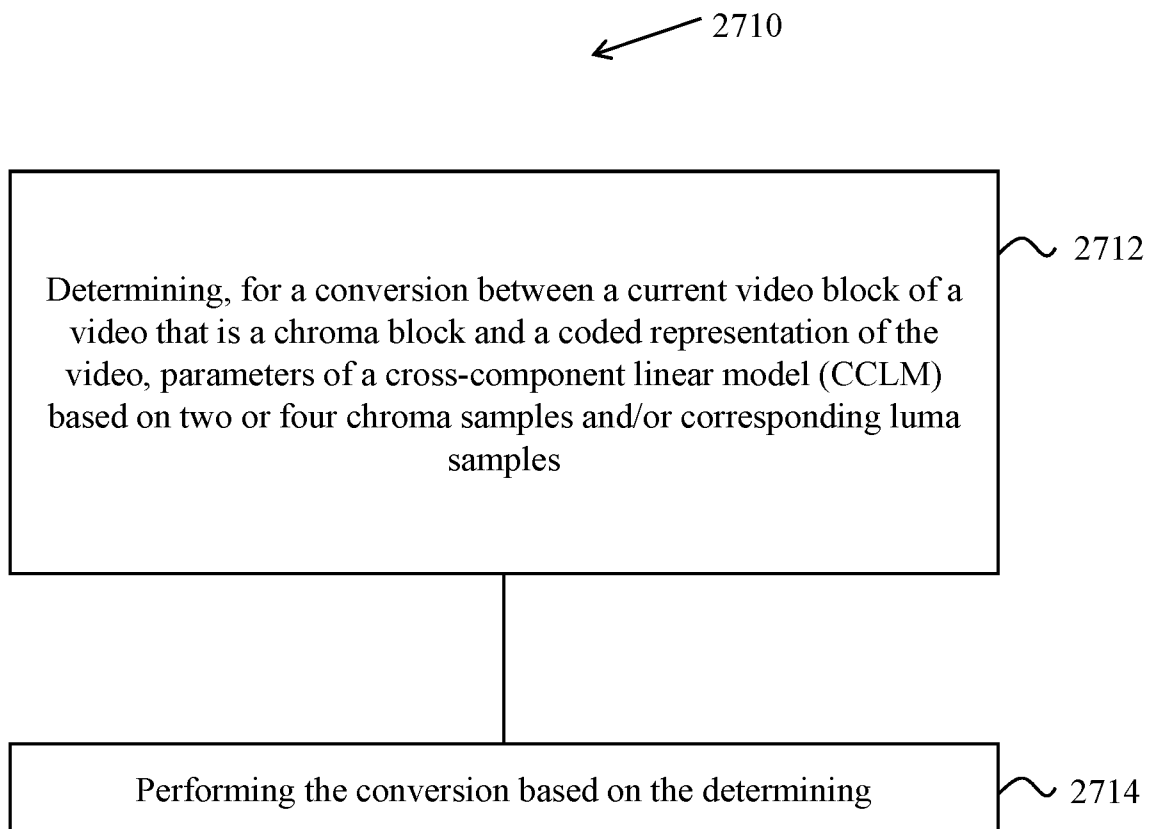 2710
Determining, for a conversion between a current video block of a
video that is a chroma block and a coded representation of the
video, parameters of a cross-component linear model (CCLM)
based on two or four chroma samples and/or corresponding luma
samples
2712
Performing the conversion based on the determining
2714